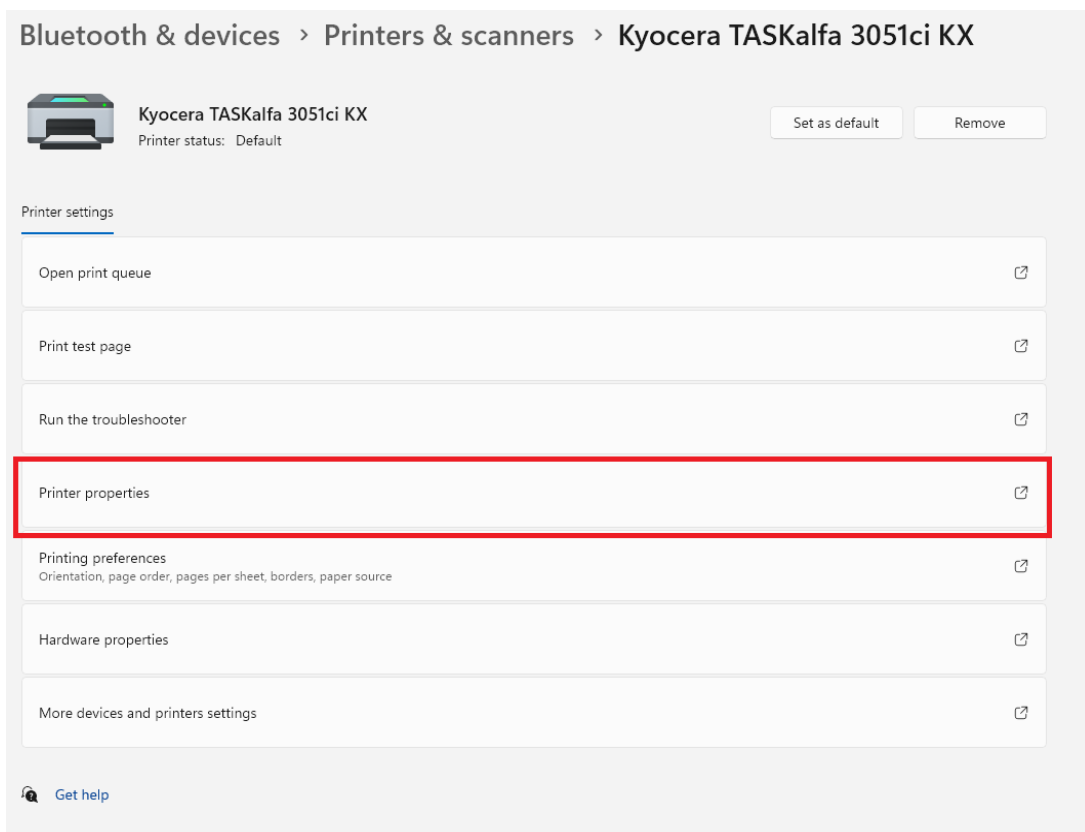 Bluetooth & devices > Printers & scanners > Kyocera TASKalfa 3051ci KX
Kyocera TASKalfa 3051ci KX
Printer status: Default
Set as default
Remove
Printer settings
Open print queue
Print test page
Run the troubleshooter
Printer properties
Printing preferences
Orientation, page order, pages per sheet, borders, paper source
Hardware properties
More devices and printers settings
Get help